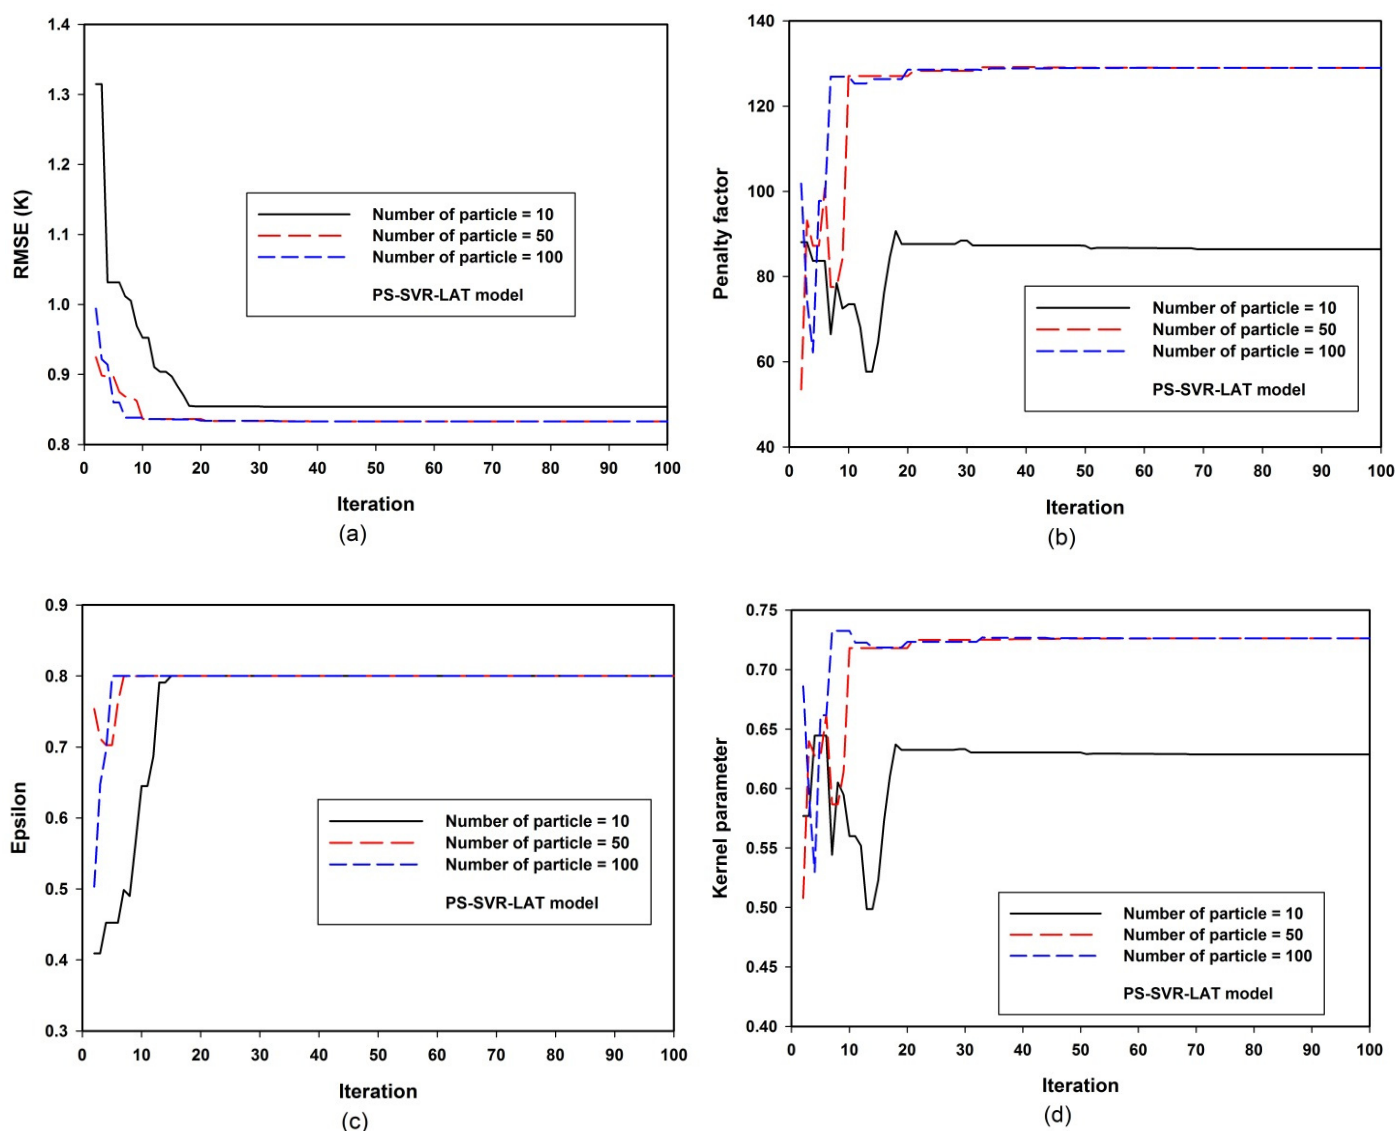 1.4
1.3
1.2
1.1
1.0
0.9
0.8
RMSE (K)
Number of particle = 10
Number of particle = 50
Number of particle = 100
PS-SVR-LAT model
0 10 20 30 40 50 60 70 80 90 100
Iteration
(a)
140
120
100
80
60
40
Penalty factor
Number of particle = 10
Number of particle = 50
Number of particle = 100
PS-SVR-LAT model
0 10 20 30 40 50 60 70 80 90 100
Iteration
(b)
0.9
0.8
0.7
0.6
0.5
0.4
0.3
Epsilon
Number of particle = 10
Number of particle = 50
Number of particle = 100
PS-SVR-LAT model
0 10 20 30 40 50 60 70 80 90 100
Iteration
(c)
0.75
0.70
0.65
0.60
0.55
0.50
0.45
0.40
Kernel parameter
Number of particle = 10
Number of particle = 50
Number of particle = 100
PS-SVR-LAT model
0 10 20 30 40 50 60 70 80 90 100
Iteration
(d)